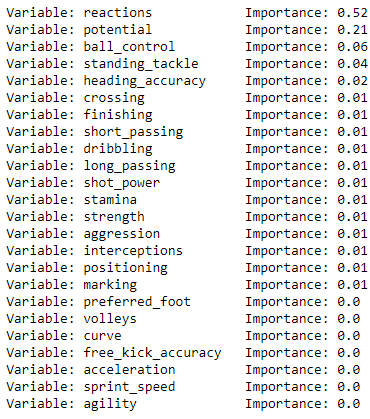 Variable: reactions            Importance: 0.52
Variable: potential            Importance: 0.21
Variable: ball_control         Importance: 0.06
Variable: standing_tackle      Importance: 0.04
Variable: heading_accuracy     Importance: 0.02
Variable: crossing             Importance: 0.01
Variable: finishing            Importance: 0.01
Variable: short_passing        Importance: 0.01
Variable: dribbling            Importance: 0.01
Variable: long_passing         Importance: 0.01
Variable: shot_power           Importance: 0.01
Variable: stamina              Importance: 0.01
Variable: strength             Importance: 0.01
Variable: aggression           Importance: 0.01
Variable: interceptions        Importance: 0.01
Variable: positioning          Importance: 0.01
Variable: marking              Importance: 0.01
Variable: preferred_foot       Importance: 0.0
Variable: volleys              Importance: 0.0
Variable: curve                Importance: 0.0
Variable: free_kick_accuracy   Importance: 0.0
Variable: acceleration         Importance: 0.0
Variable: sprint_speed         Importance: 0.0
Variable: agility              Importance: 0.0